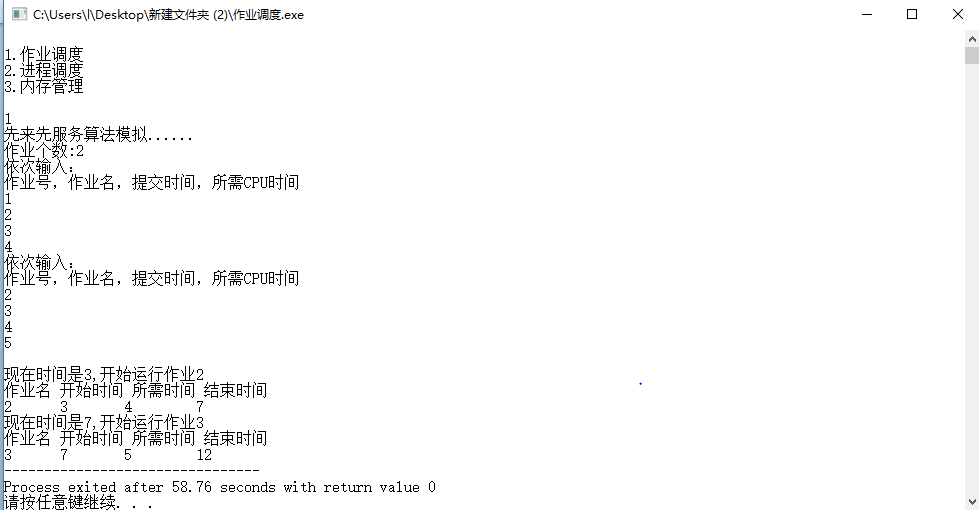 C:\Users\l\Desktop\新建文件夹 (2)\作业调度.exe
1.作业调度
2.进程调度
3.内存管理
1
先来先服务算法模拟......
作业个数:2
依次输入:
作业号，作业名，提交时间，所需CPU时间
1
2
3
4
依次输入:
作业号，作业名，提交时间，所需CPU时间
2
3
4
5
现在时间是3,开始运行作业2
作业名 开始时间 所需时间 结束时间
2 3 4 7
现在时间是7,开始运行作业3
作业名 开始时间 所需时间 结束时间
3 7 5 12
--------------------------------
Process exited after 58.76 seconds with return value 0
请按任意键继续. . .